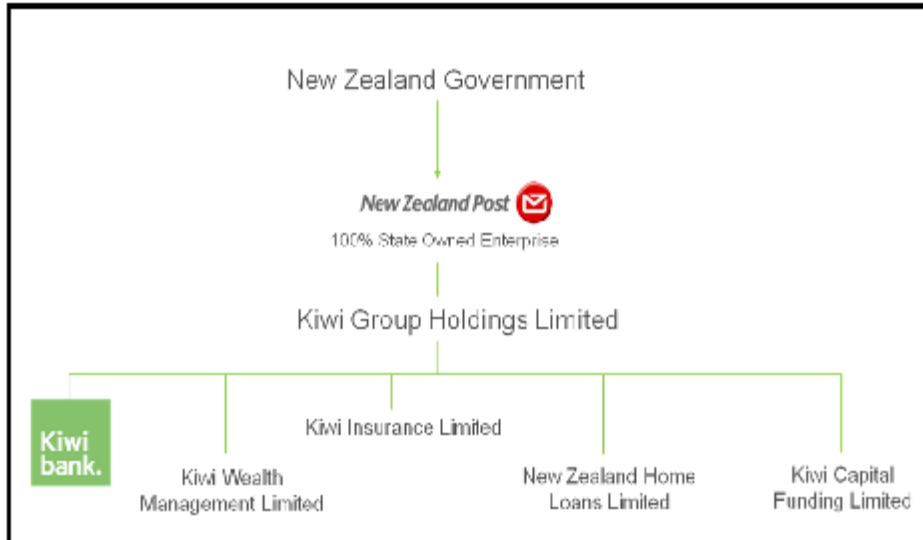 New Zealand Government
New Zealand Post
100% State Owned Enterprise
Kiwi Group Holdings Limited
Kiwi
bank.
Kiwi Insurance Limited
Kiwi Wealth
Management Limited
New Zealand Home
Loans Limited
Kiwi Capital
Funding Limited